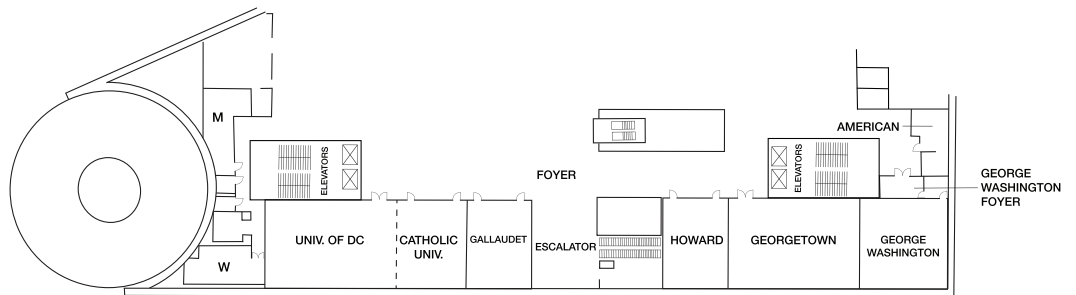 M
ELEVATORS
AMERICAN
ELEVATORS
FOYER
GEORGE
WASHINGTON
FOYER
UNIV. OF DC
CATHOLIC
UNIV.
GALLAUDET
ESCALATOR
HOWARD
GEORGETOWN
GEORGE
WASHINGTON
W